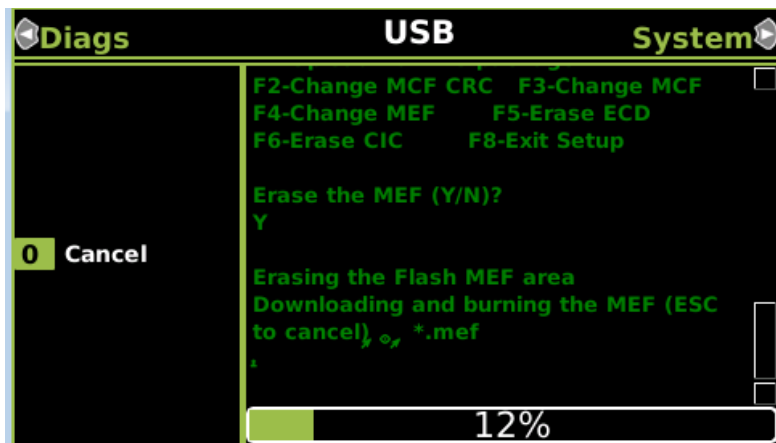 Diags
USB
System
F2-Change MCF CRC F3-Change MCF
F4-Change MEF F5-Erase ECD
F6-Erase CIC F8-Exit Setup
Erase the MEF (Y/N)?
Y
0 Cancel
Erasing the Flash MEF area
Downloading and burning the MEF (ESC
to cancel) *.mef
12%